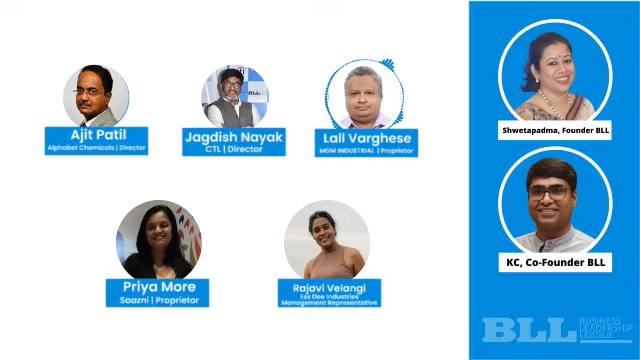 Ajit Patil
Alphabet Chemicals | Director
BLL
Jagdish Nayak
CTL | Director
Lall Varghese
MGM INDUSTRIAL | Proprietor
Priya More
Saazni | Proprietor
Rajavi Velangi
Ess Dee Industries
Management Representative
Shwetapadma, Founder BLL
KC, Co-Founder BLL
BLL BUSINESS
LEADERSHIP
LEAGUE